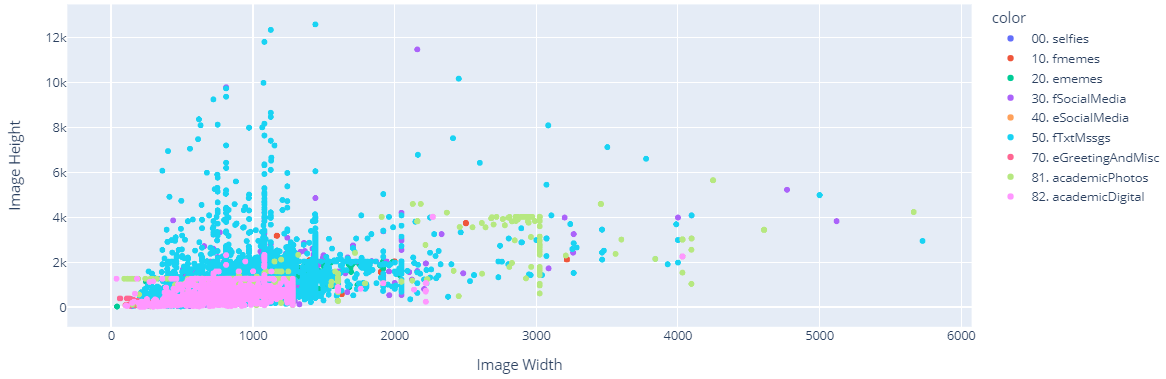 12k
10k
8k
6k
4k
2k
0
Image Height
0
1000
2000
3000
4000
5000
6000
Image Width
color
00. selfies
10. fmemes
20. ememes
30. fSocialMedia
40. eSocialMedia
50. fTxtMssgs
70. eGreetingAndMisc
81. academicPhotos
82. academicDigital